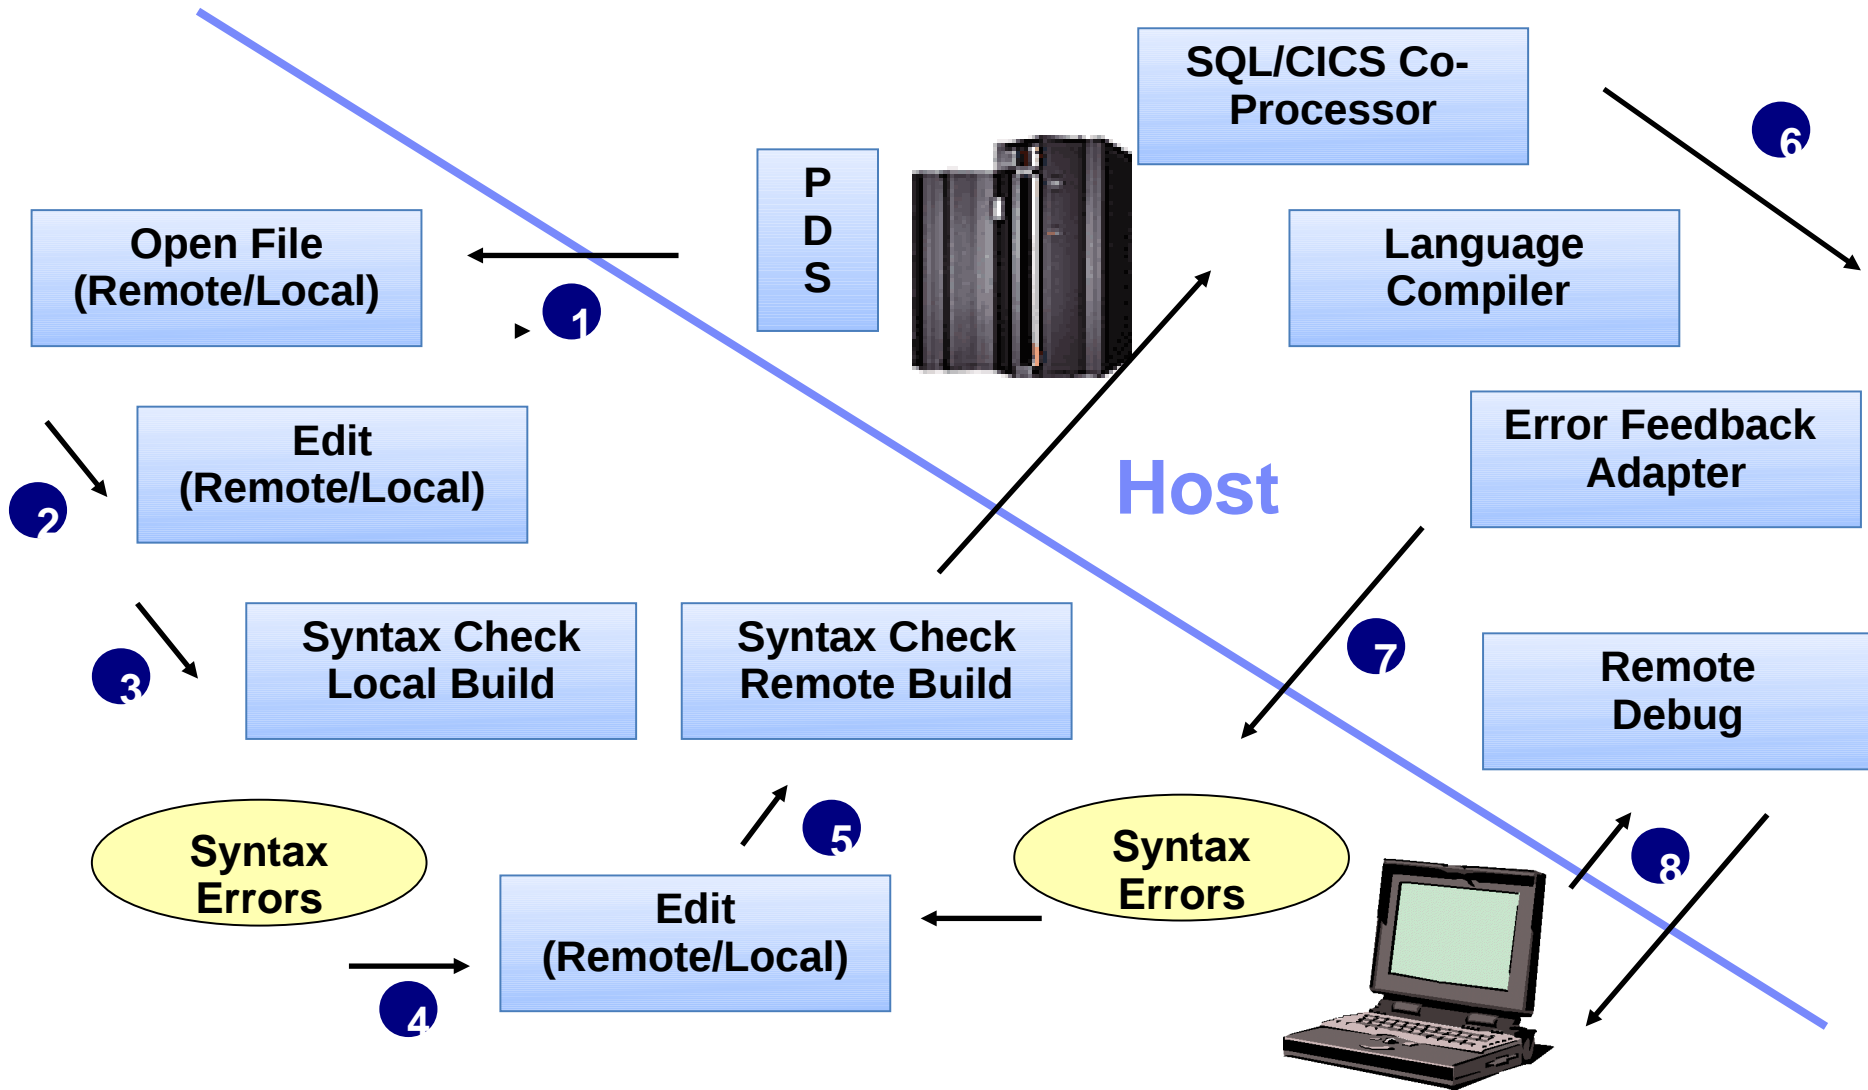 SQL/CICS Co-
Processor
6
P
D
S
Open File
(Remote/Local)
1
Language
Compiler
Edit
(Remote/Local)
2
Host
Error Feedback
Adapter
Syntax Check
Local Build
3
Syntax Check
Remote Build
7
Remote
Debug
Syntax
Errors
5
Syntax
Errors
8
Edit
(Remote/Local)
4